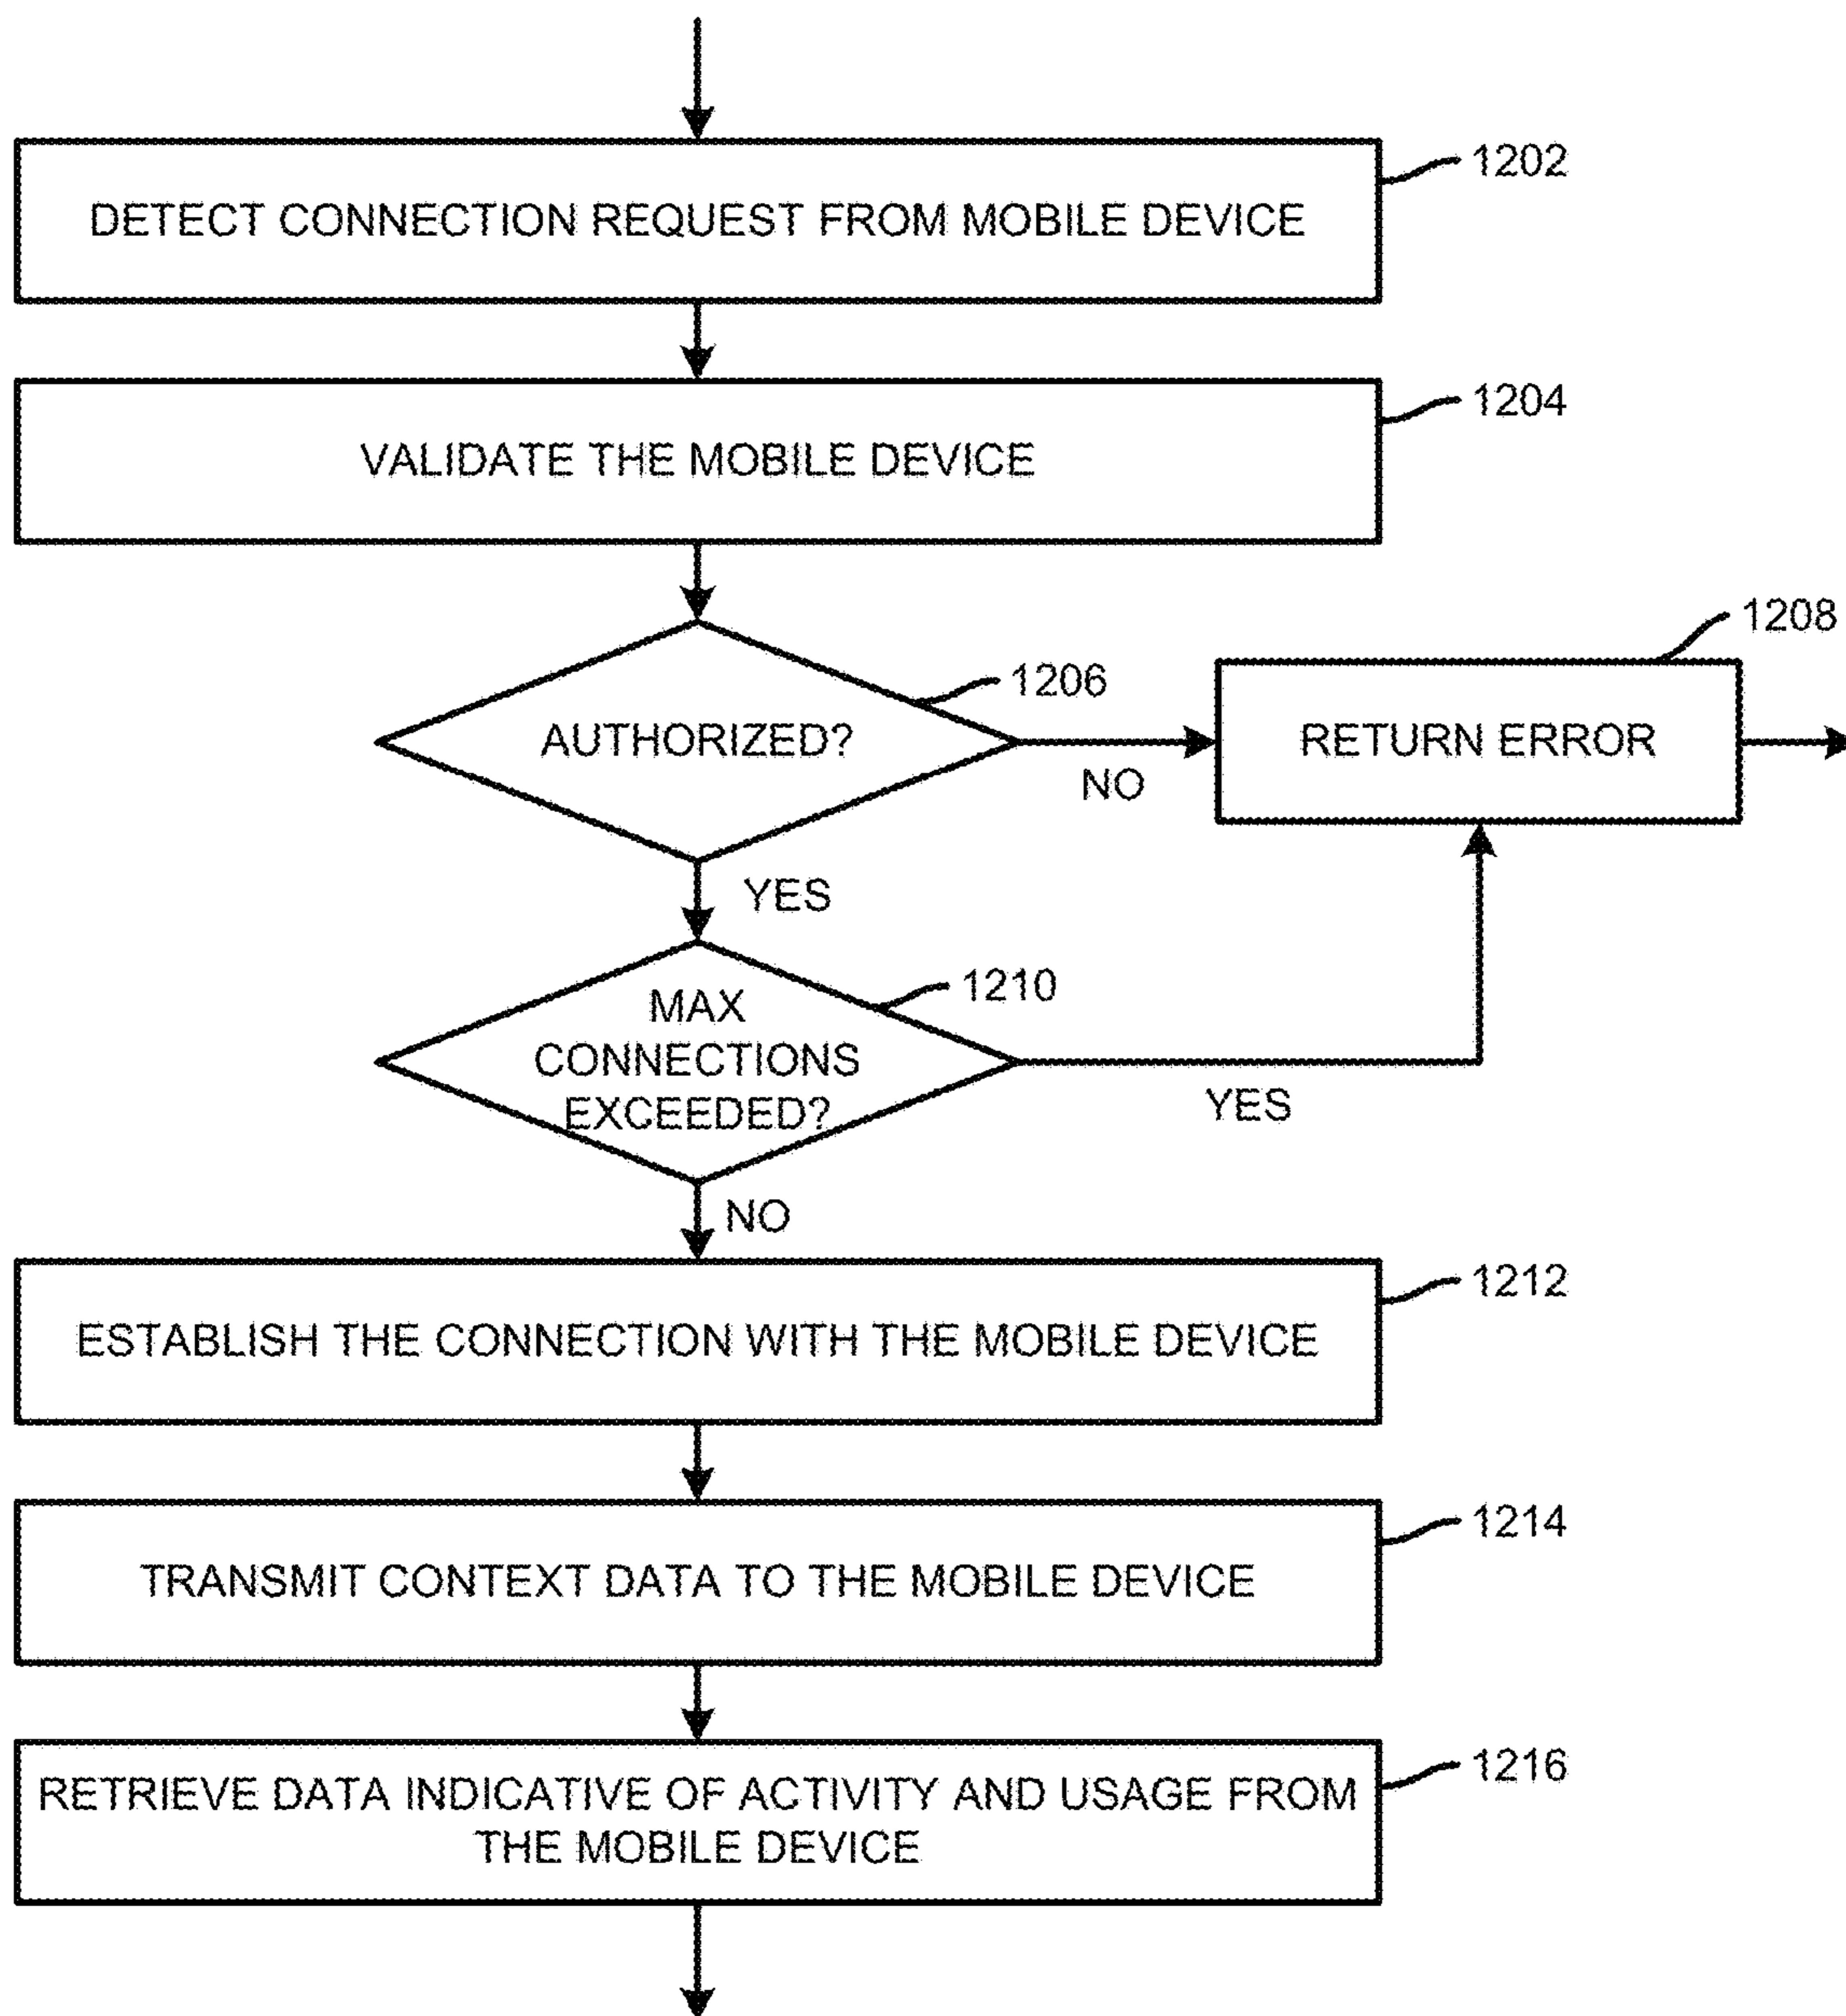 1202
DETECT CONNECTION REQUEST FROM MOBILE DEVICE
1204
VALIDATE THE MOBILE DEVICE
1208
1206
AUTHORIZED?
RETURN ERROR
NO
YES
1210
MAX
CONNECTIONS
EXCEEDED?
YES
NO
1212
ESTABLISH THE CONNECTION WITH THE MOBILE DEVICE
1214
TRANSMIT CONTEXT DATA TO THE MOBILE DEVICE
1216
RETRIEVE DATA INDICATIVE OF ACTIVITY AND USAGE FROM
THE MOBILE DEVICE